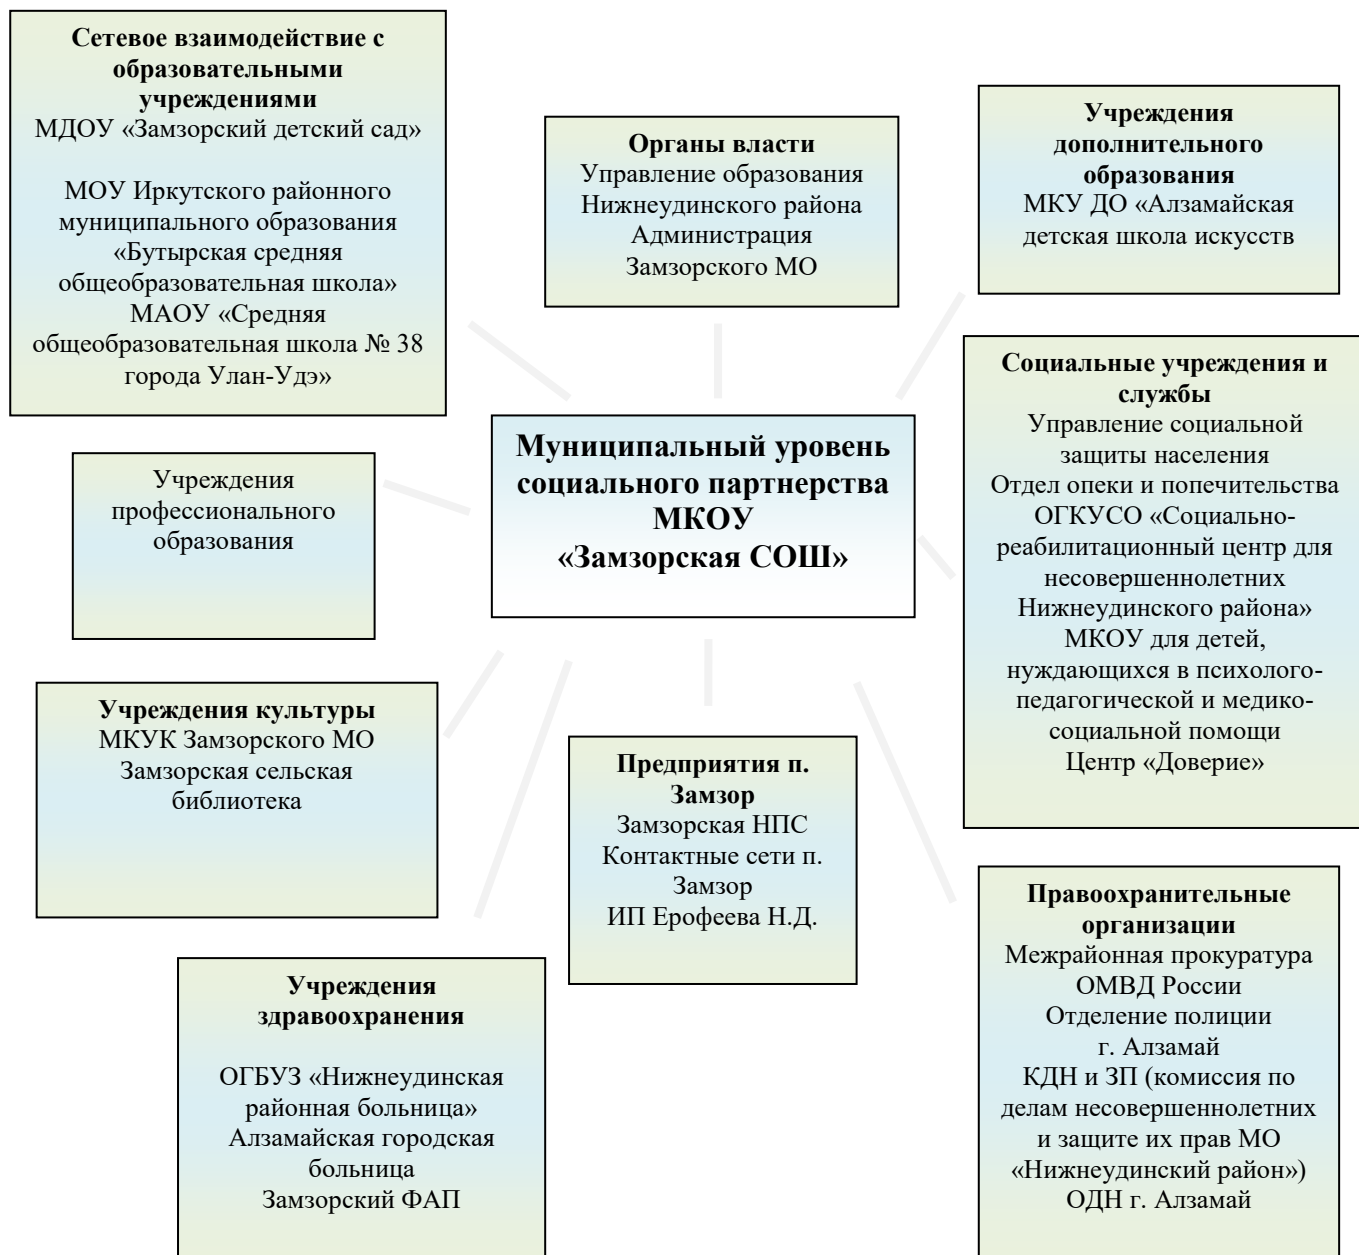 Сетевое взаимодействие с
образовательными
учреждениями
МДОУ «Замзорский детский сад»
МОУ Иркутского районного
муниципального образования
«Бутырская средняя
общеобразовательная школа»
МАОУ «Средняя
общеобразовательная школа № 38
города Улан-Удэ»
Органы власти
Управление образования
Нижнеудинского района
Администрация
Замзорского МО
Учреждения
дополнительного
образования
МКУ ДО «Алзамайская
детская школа искусств
Муниципальный уровень
социального партнерства
МКОУ
«Замзорская СОШ»
Социальные учреждения и
службы
Управление социальной
защиты населения
Отдел опеки и попечительства
ОГКУСО «Социально-
реабилитационный центр для
несовершеннолетних
Нижнеудинского района»
МКОУ для детей,
нуждающихся в психолого-
педагогической и медико-
социальной помощи
Центр «Доверие»
Учреждения
профессионального
образования
Учреждения культуры
МКУК Замзорского МО
Замзорская сельская
библиотека
Предприятия п.
Замзор
Замзорская НПС
Контактные сети п.
Замзор
ИП Ерофеева Н.Д.
Правоохранительные
организации
Межрайонная прокуратура
ОМВД России
Отделение полиции
г. Алзамай
КДН и ЗП (комиссия по
делам несовершеннолетних
и защите их прав МО
«Нижнеудинский район»)
ОДН г. Алзамай
Учреждения
здравоохранения
ОГБУЗ «Нижнеудинская
районная больница»
Алзамайская городская
больница
Замзорский ФАП